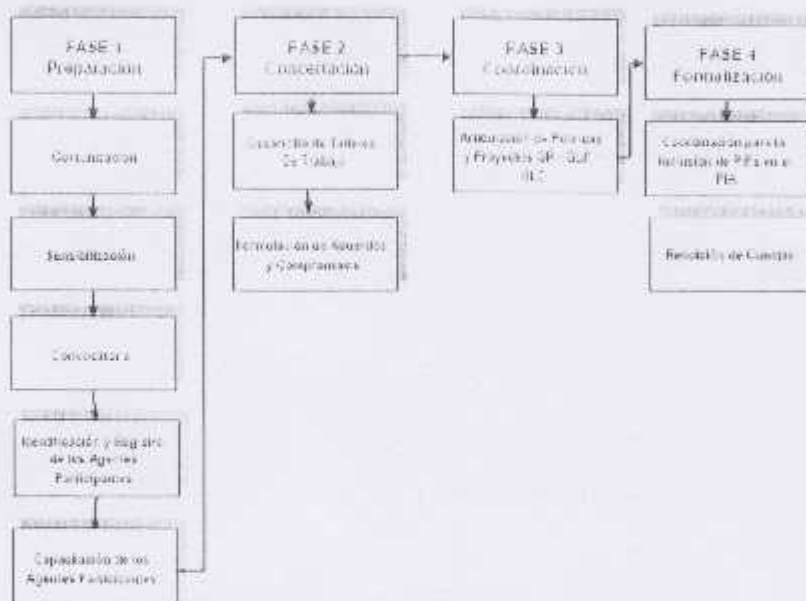 FASE 1
Preparación
Comunicación
Sensibilización
Convocatoria
Identificación y Registro
de los Agentes
Participantes
Capacitación de los
Agentes Participantes
FASE 2
Concertación
Desarrollo de Talleres
De Trabajo
Formulación de Acuerdos
y Compromisos
FASE 3
Coordinación
Articulación de Políticas
y Proyectos
FASE 4
Formalización
Coordinación para la
Inclusión de PIPs en el
PIA
Rendición de Cuentas